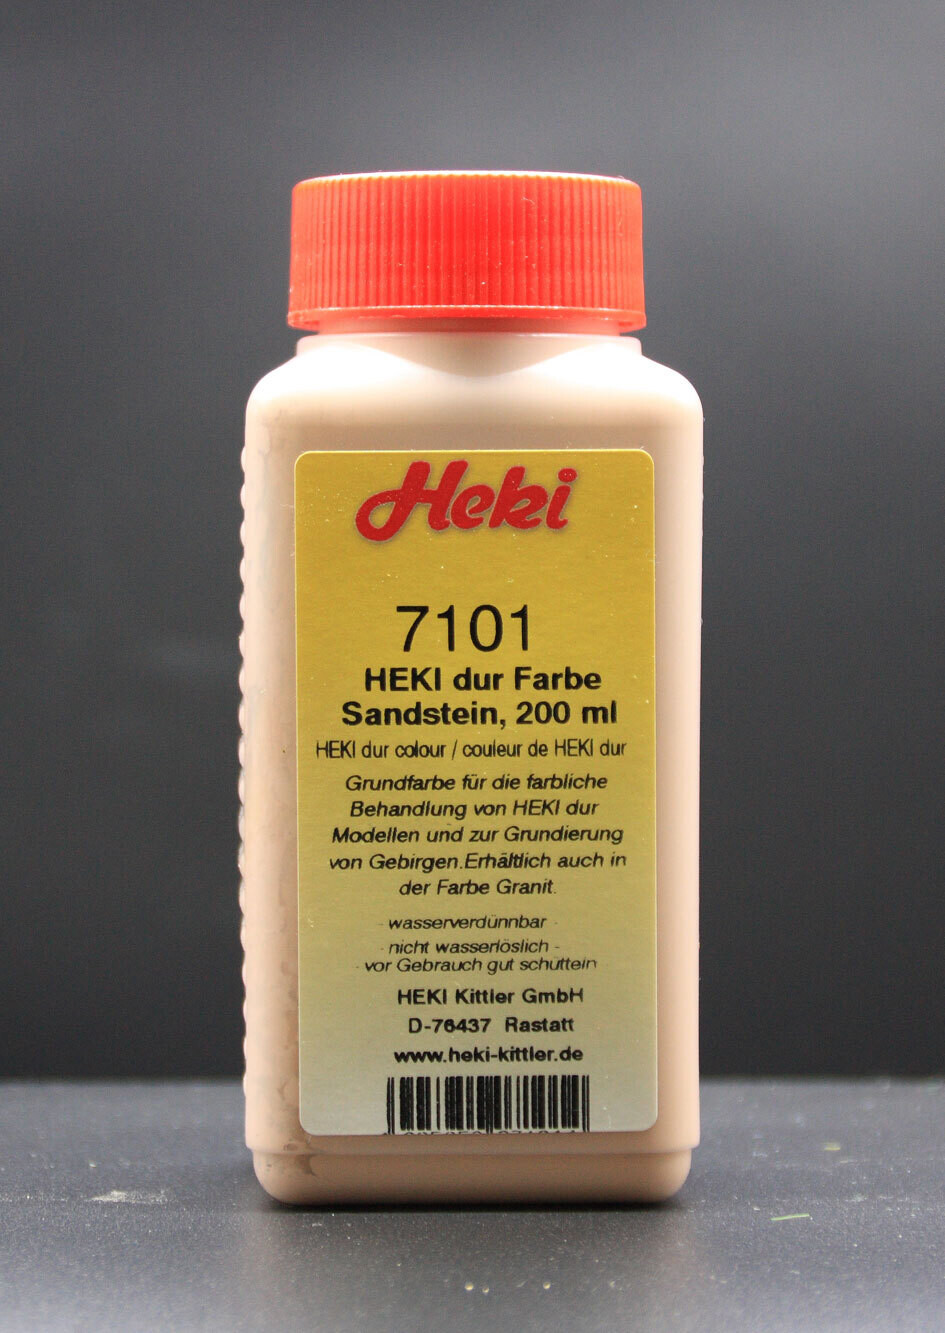 Heki
7101
HEKI dur Farbe
Sandstein, 200 ml
HEKI dur colour / couleur de HEKI dur
Grundfarbe für die farbliche
Behandlung von HEKI dur
Modellen und zur Grundierung
von Gebirgen.Erhältlich auch in
der Farbe Granit.
- wasserverdünnbar -
- nicht wasserlöslich -
- vor Gebrauch gut schütteln
HEKI Kittler GmbH
D-76437 Rastatt
www.heki-kittler.de